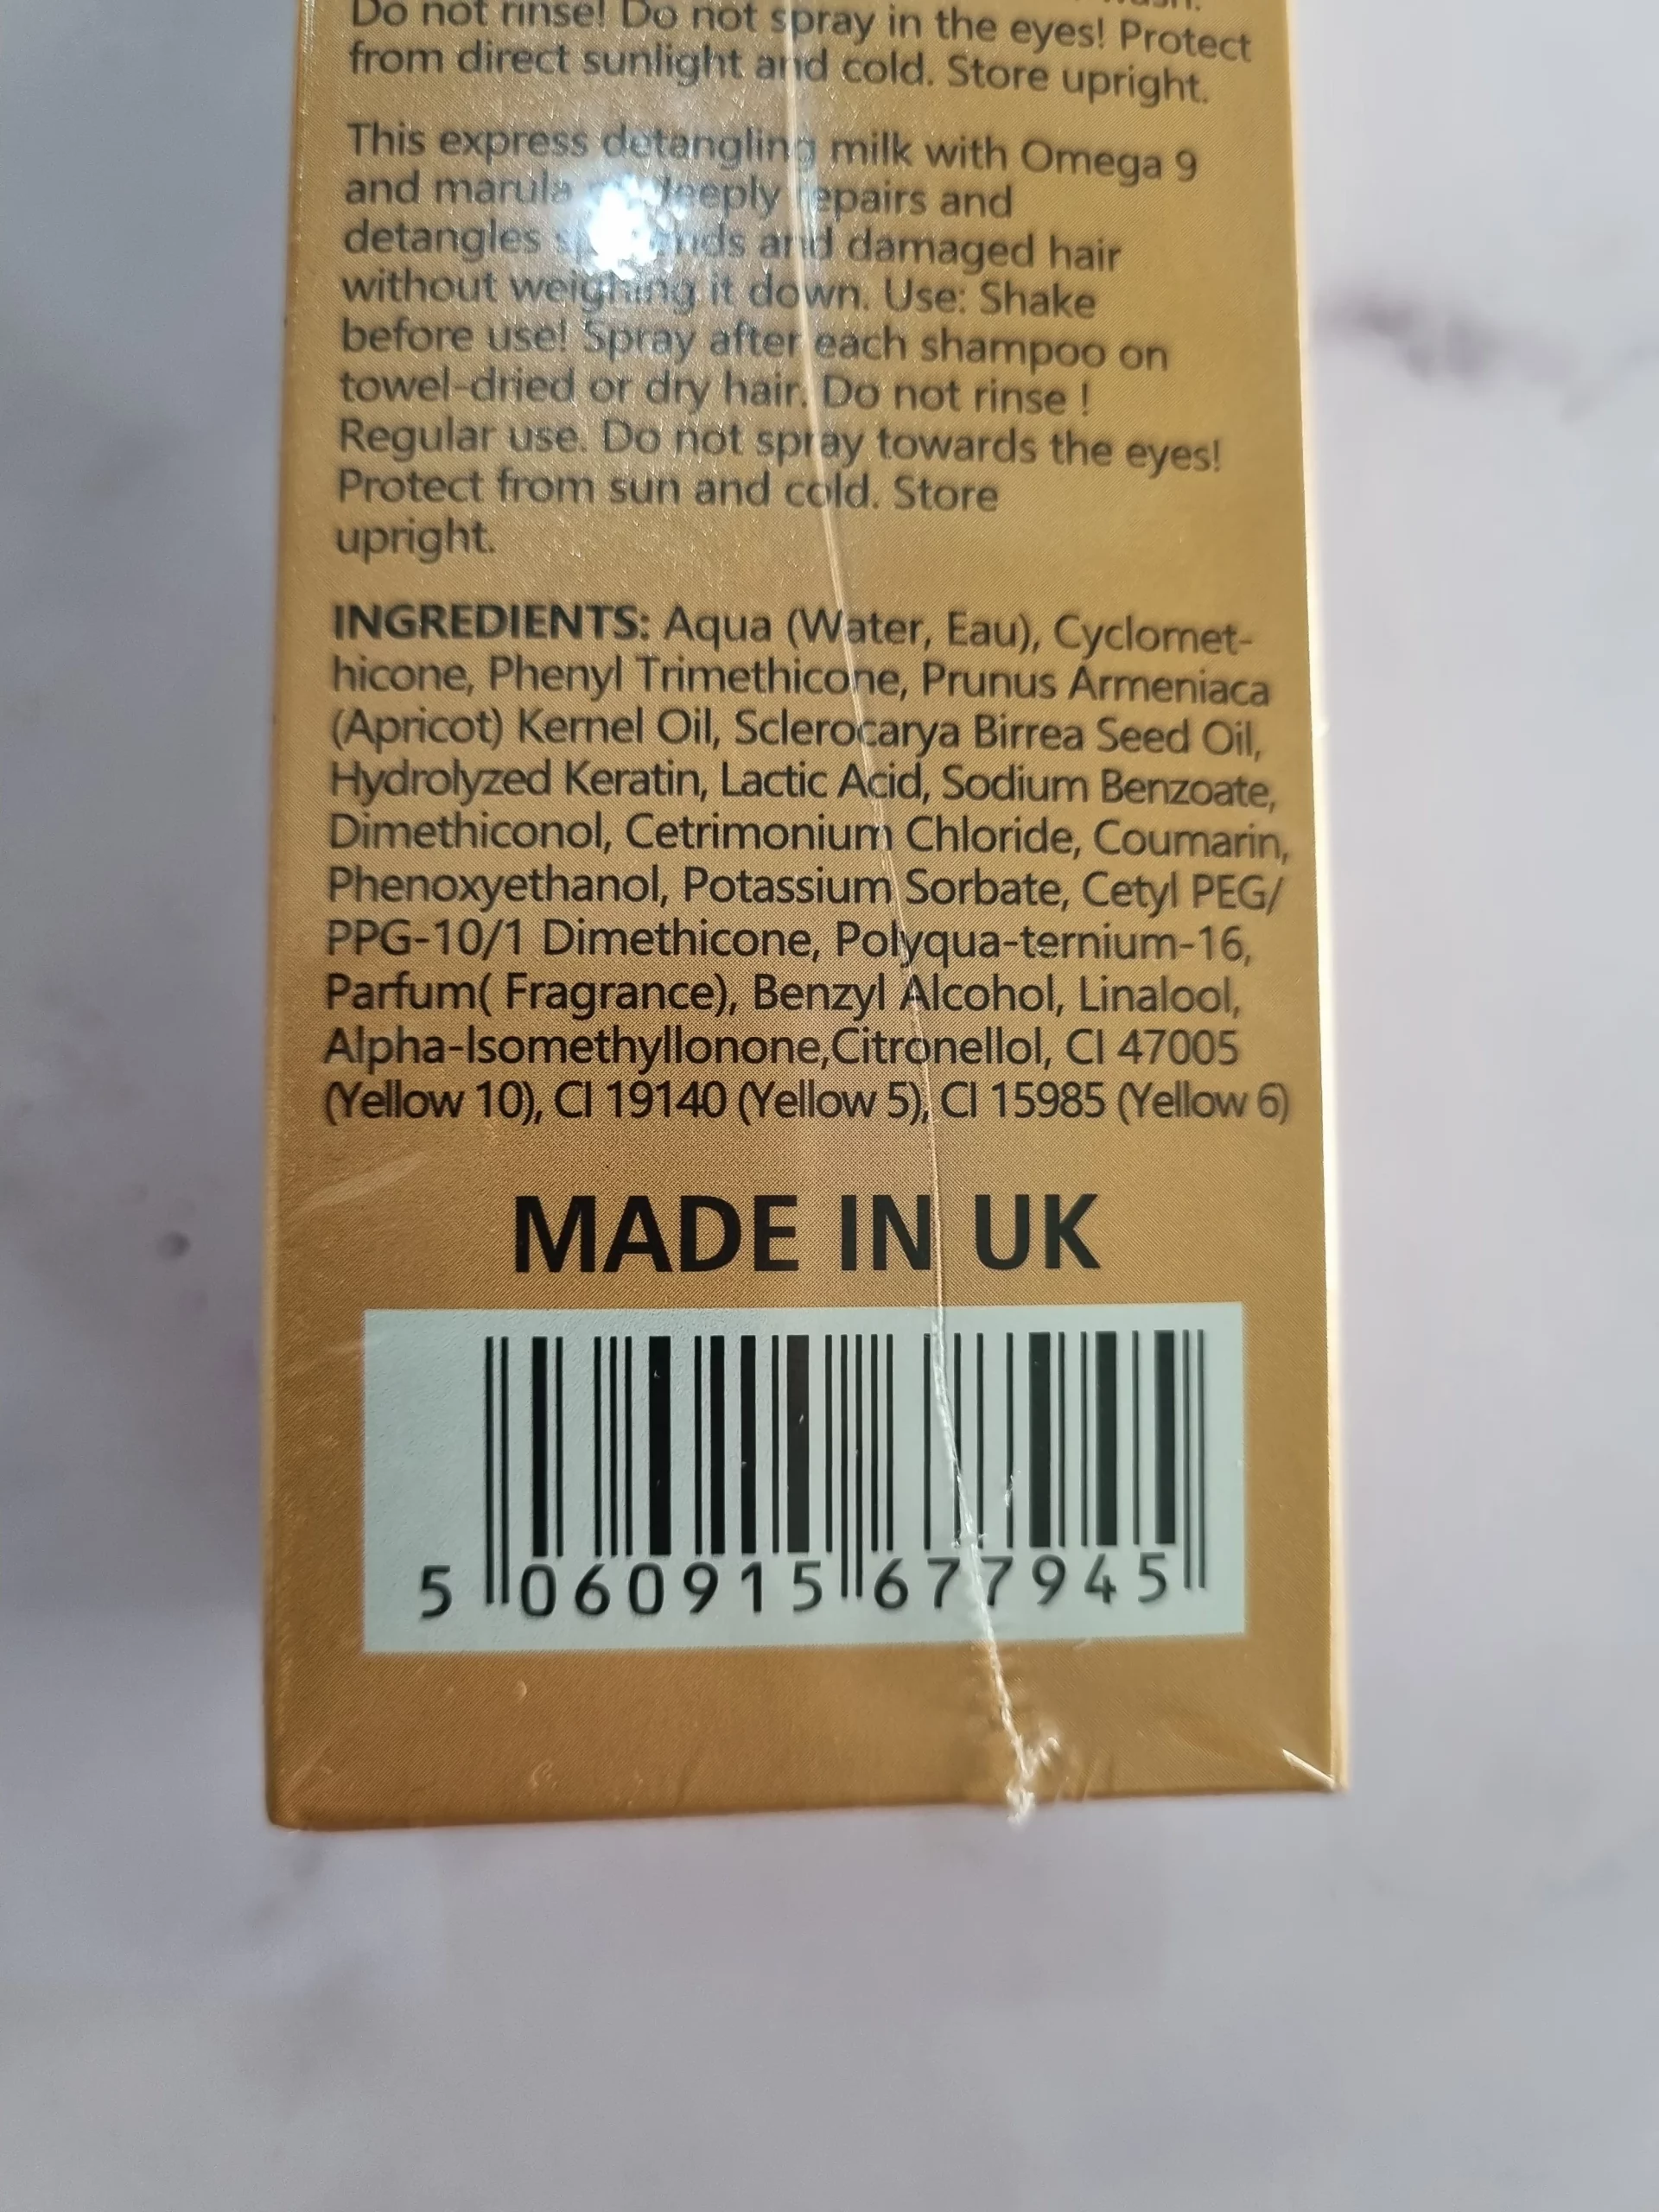 Do not rinse! Do not spray in the eyes! Protect
from direct sunlight and cold. Store upright.
This express detangling milk with Omega 9
and marula deeply repairs and
detangles and damaged hair
without weighing it down. Use: Shake
before use! Spray after each shampoo on
towel-dried or dry hair. Do not rinse !
Regular use. Do not spray towards the eyes!
Protect from sun and cold. Store
upright.
INGREDIENTS: Aqua (Water, Eau), Cyclomet-
hicone, Phenyl Trimethicone, Prunus Armeniaca
(Apricot) Kernel Oil, Sclerocarya Birrea Seed Oil,
Hydrolyzed Keratin, Lactic Acid, Sodium Benzoate,
Dimethiconol, Cetrimonium Chloride, Coumarin,
Phenoxyethanol, Potassium Sorbate, Cetyl PEG/
PPG-10/1 Dimethicone, Polyqua-ternium-16,
Parfum( Fragrance), Benzyl Alcohol, Linalool,
Alpha-Isomethyllonone,Citronellol, CI 47005
(Yellow 10), CI 19140 (Yellow 5), CI 15985 (Yellow 6)
MADE IN UK
5 060915 677945